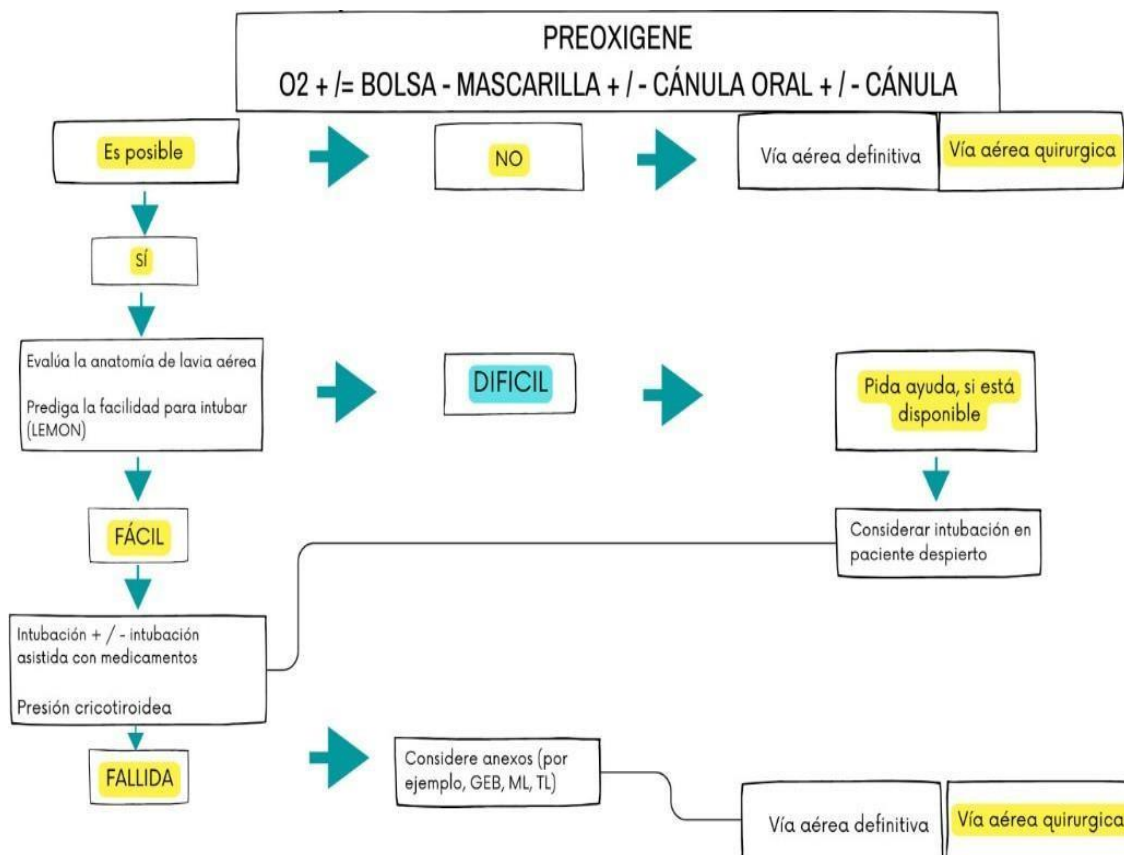 PREOXIGENE
O2 + /= BOLSA - MASCARILLA + / - CÁNULA ORAL + / - CÁNULA
Es posible
NO
Vía aérea definitiva
Vía aérea quirurgica
SÍ
Evalúa la anatomía de lavia aérea
Prediga la facilidad para intubar
(LEMON)
DIFICIL
Pida ayuda, si está
disponible
FÁCIL
Considerar intubación en
paciente despierto
Intubación + / - intubación
asistida con medicamentos
Presión cricotiroidea
FALLIDA
Considere anexos (por
ejemplo, GEB, ML, TL)
Vía aérea definitiva
Vía aérea quirurgica